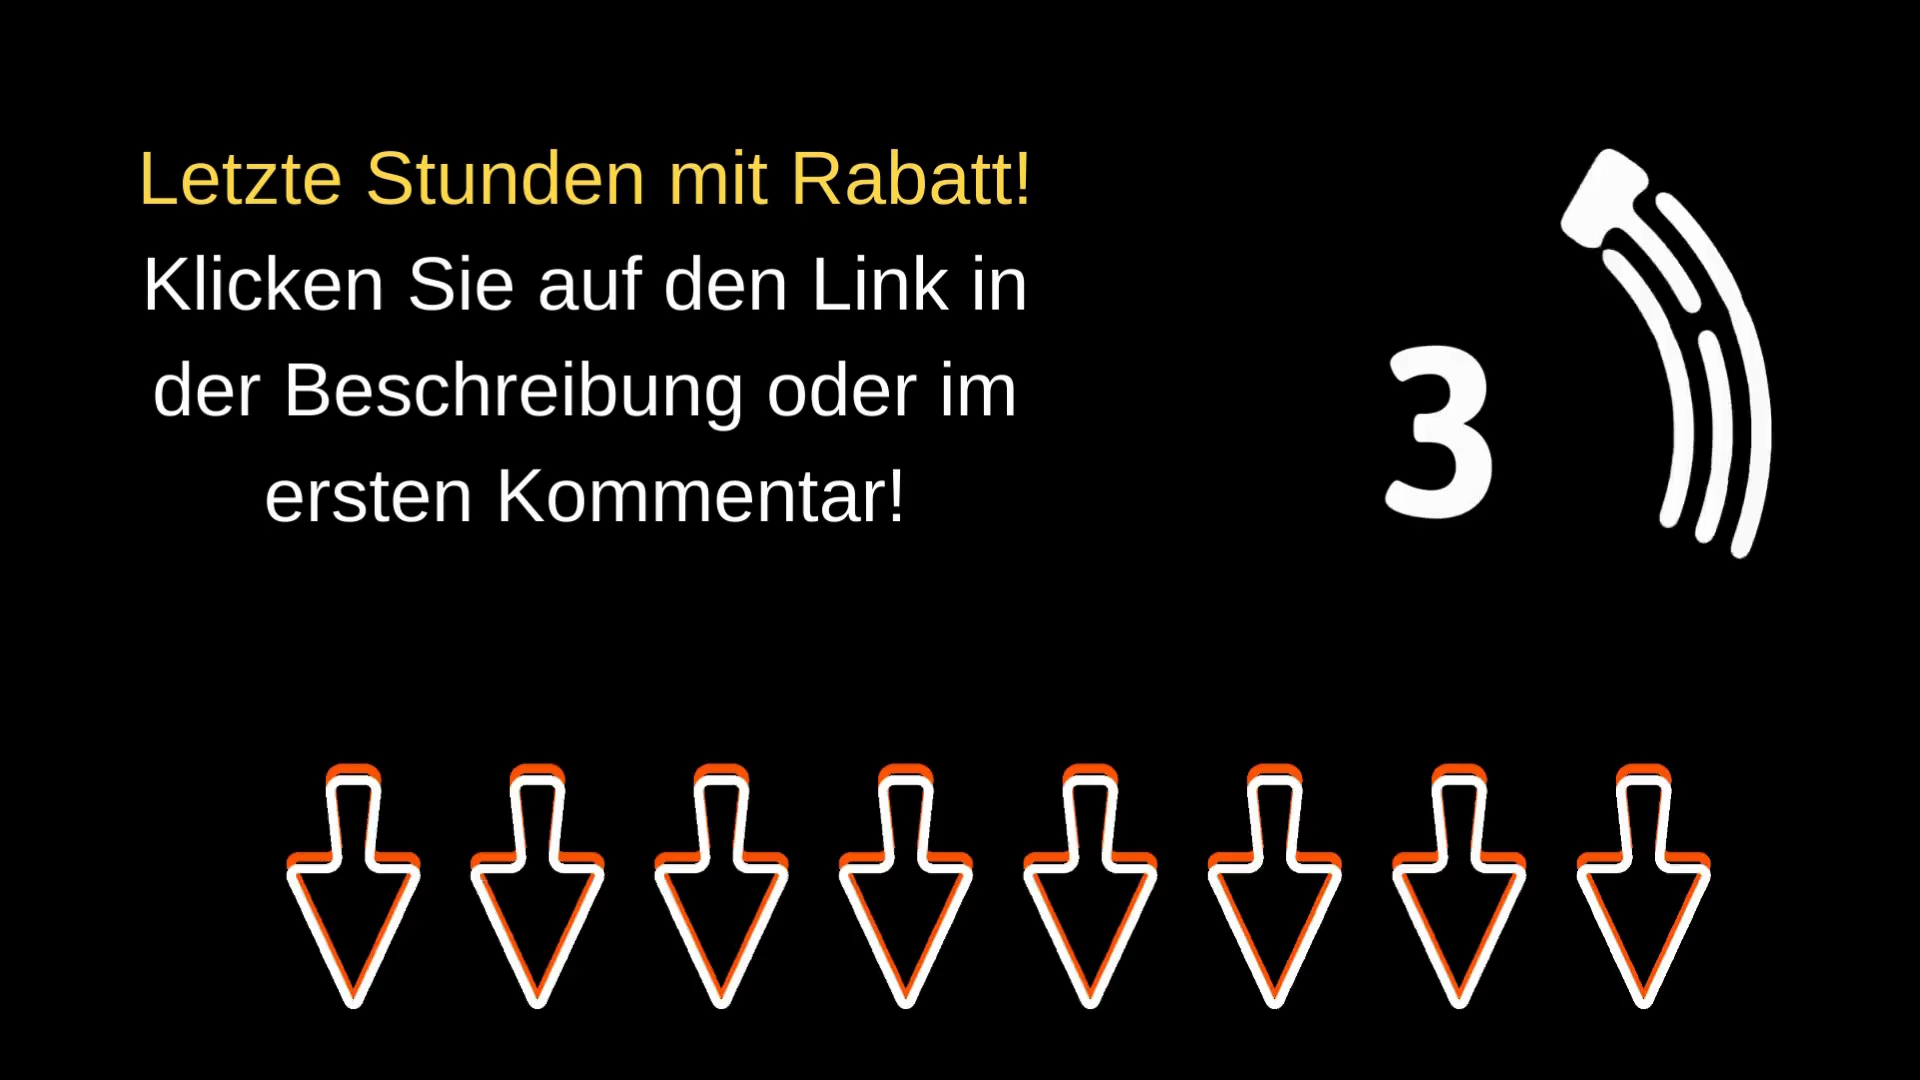 Letzte Stunden mit Rabatt!
Klicken Sie auf den Link in
der Beschreibung oder im
ersten Kommentar!
3